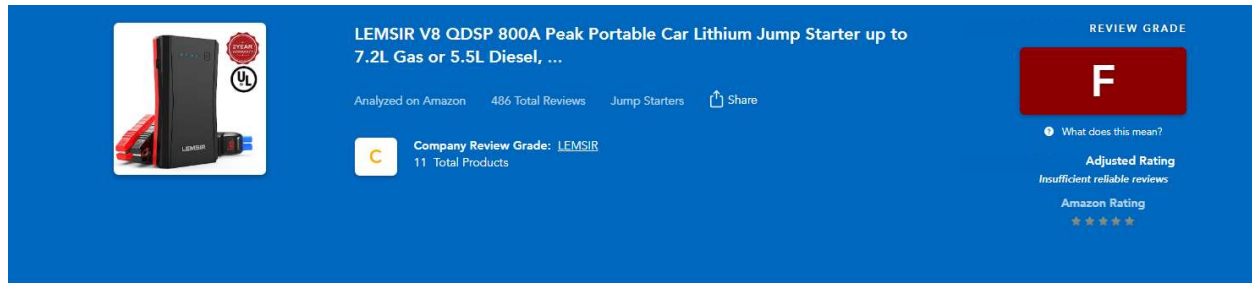 2YEAR
WARRANTY
UL
LEMSIR
LEMSIR V8 QDSP 800A Peak Portable Car Lithium Jump Starter up to
7.2L Gas or 5.5L Diesel, ...
Analyzed on Amazon 486 Total Reviews Jump Starters Share
C
Company Review Grade: LEMSIR
11 Total Products
REVIEW GRADE
F
? What does this mean?
Adjusted Rating
Insufficient reliable reviews
Amazon Rating